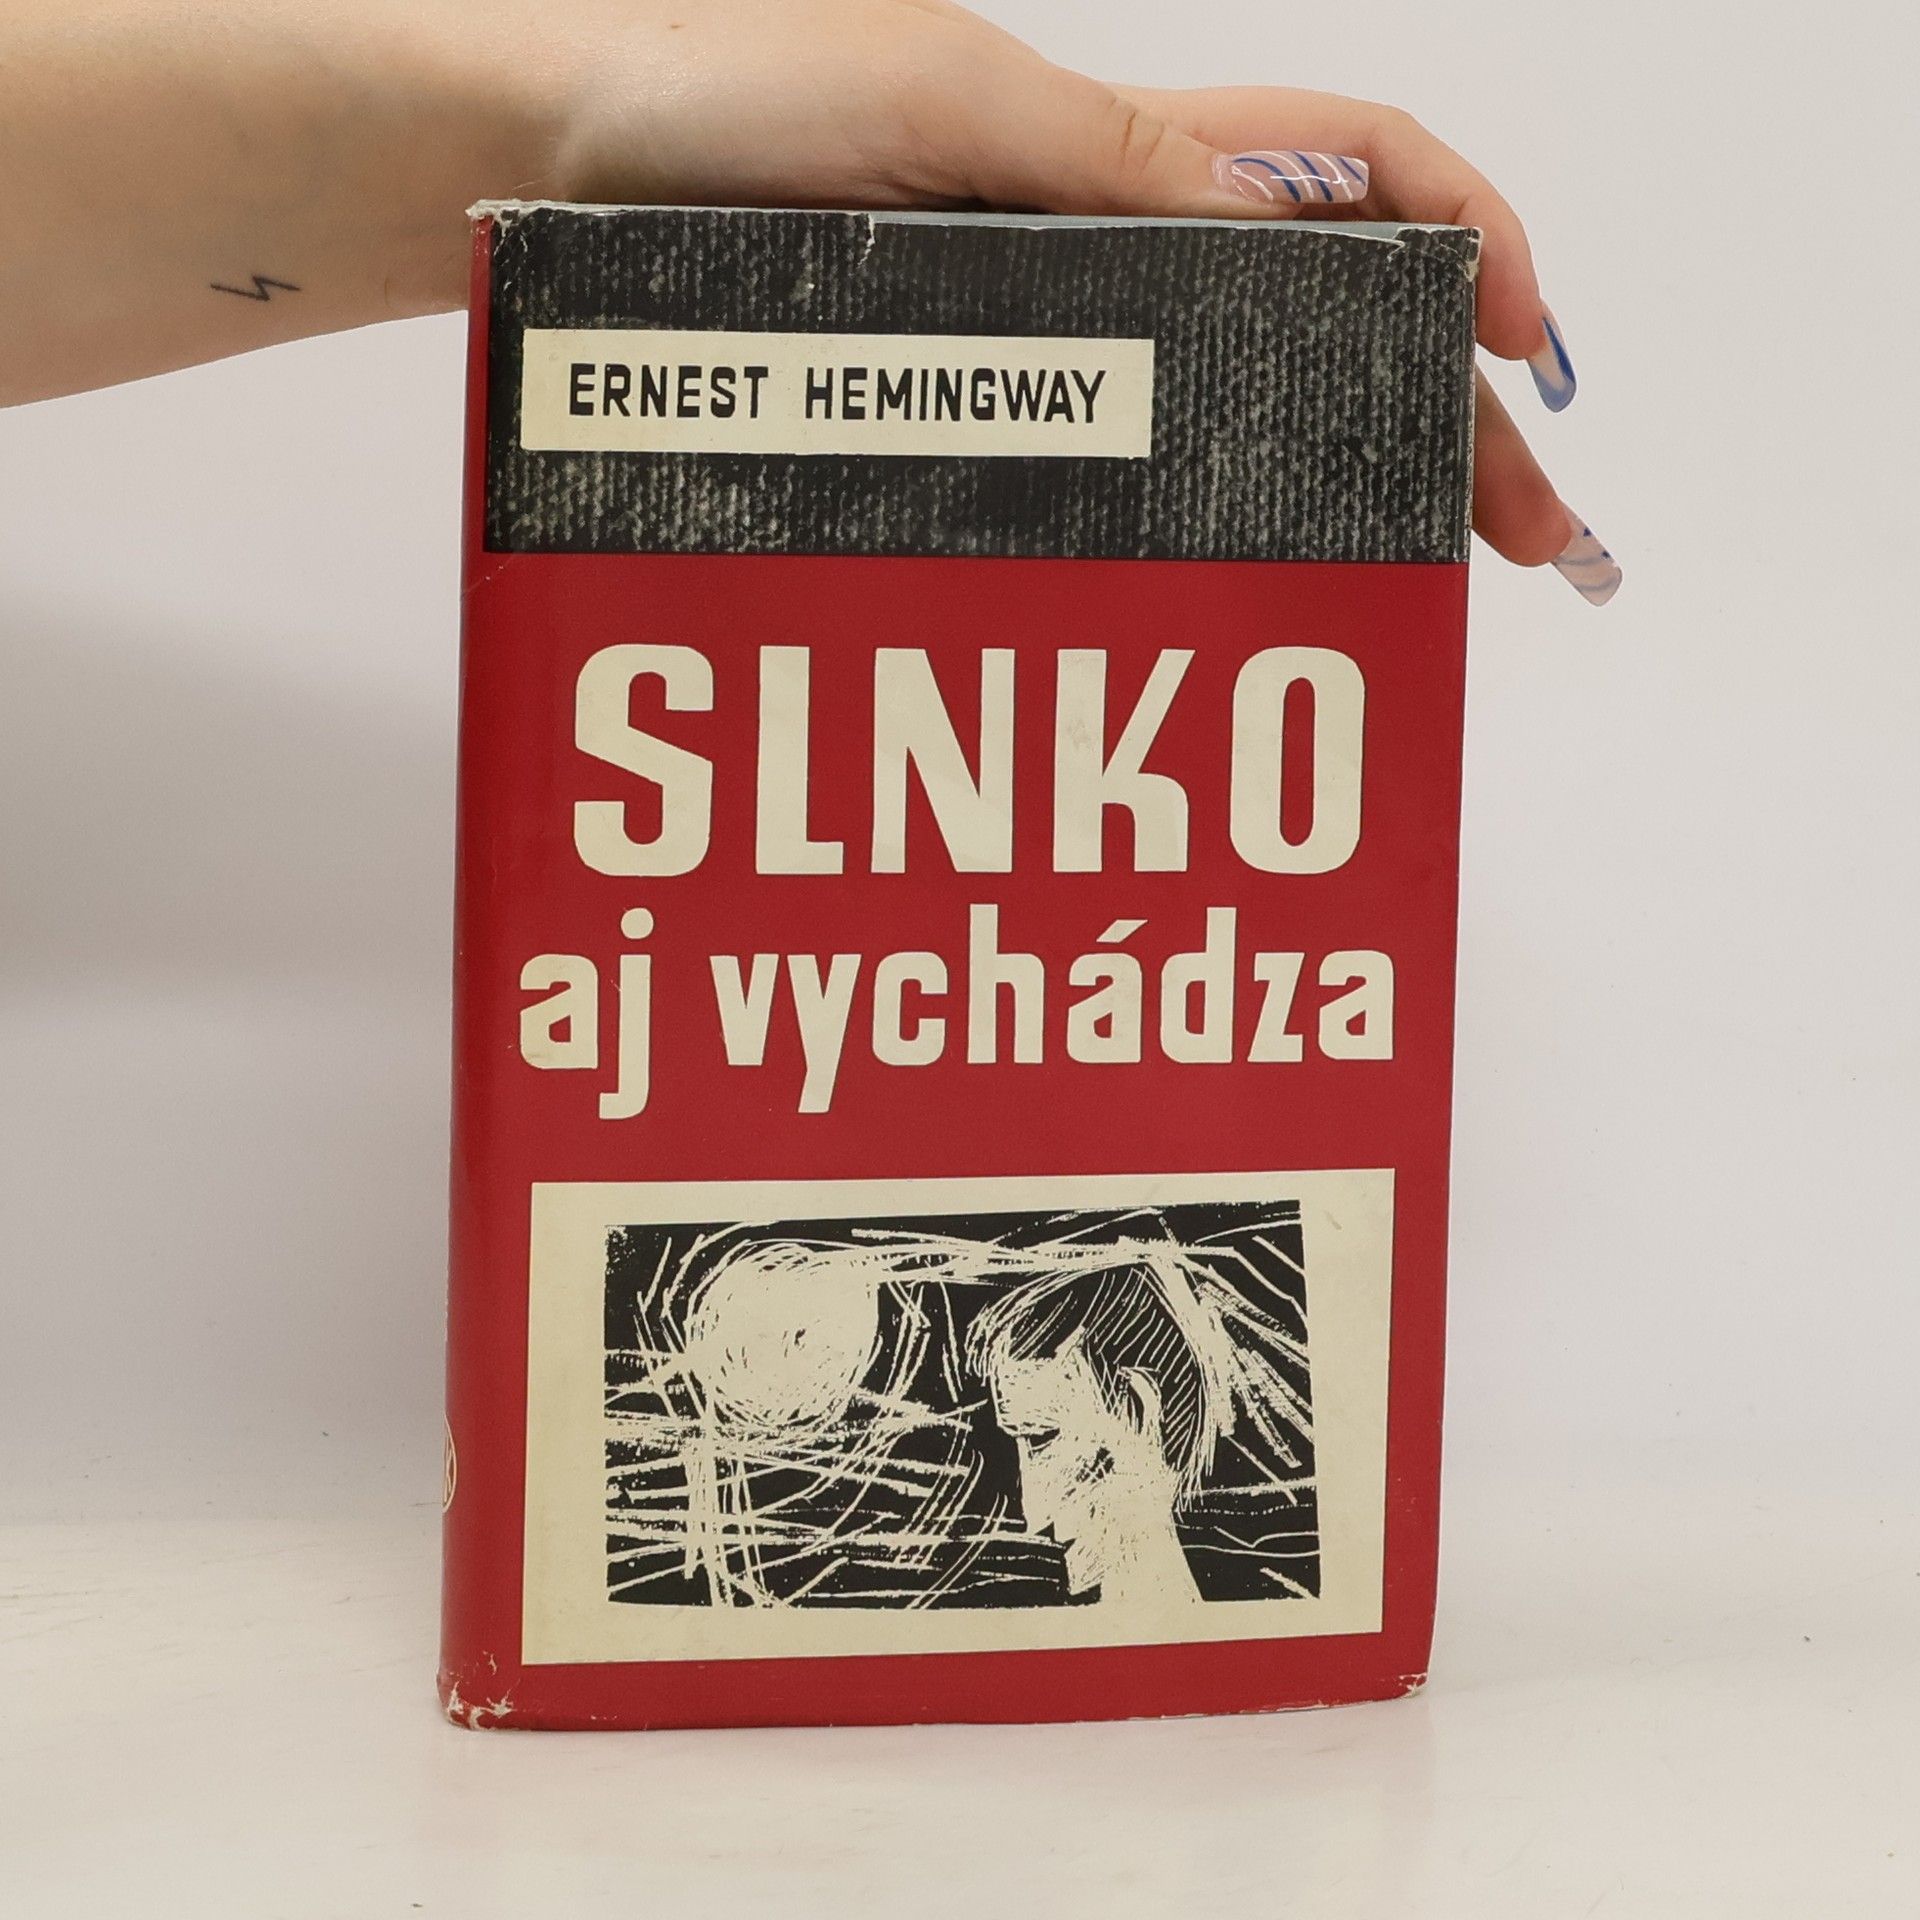 ERNEST HEMINGWAY
SLNKO
aj vychádza